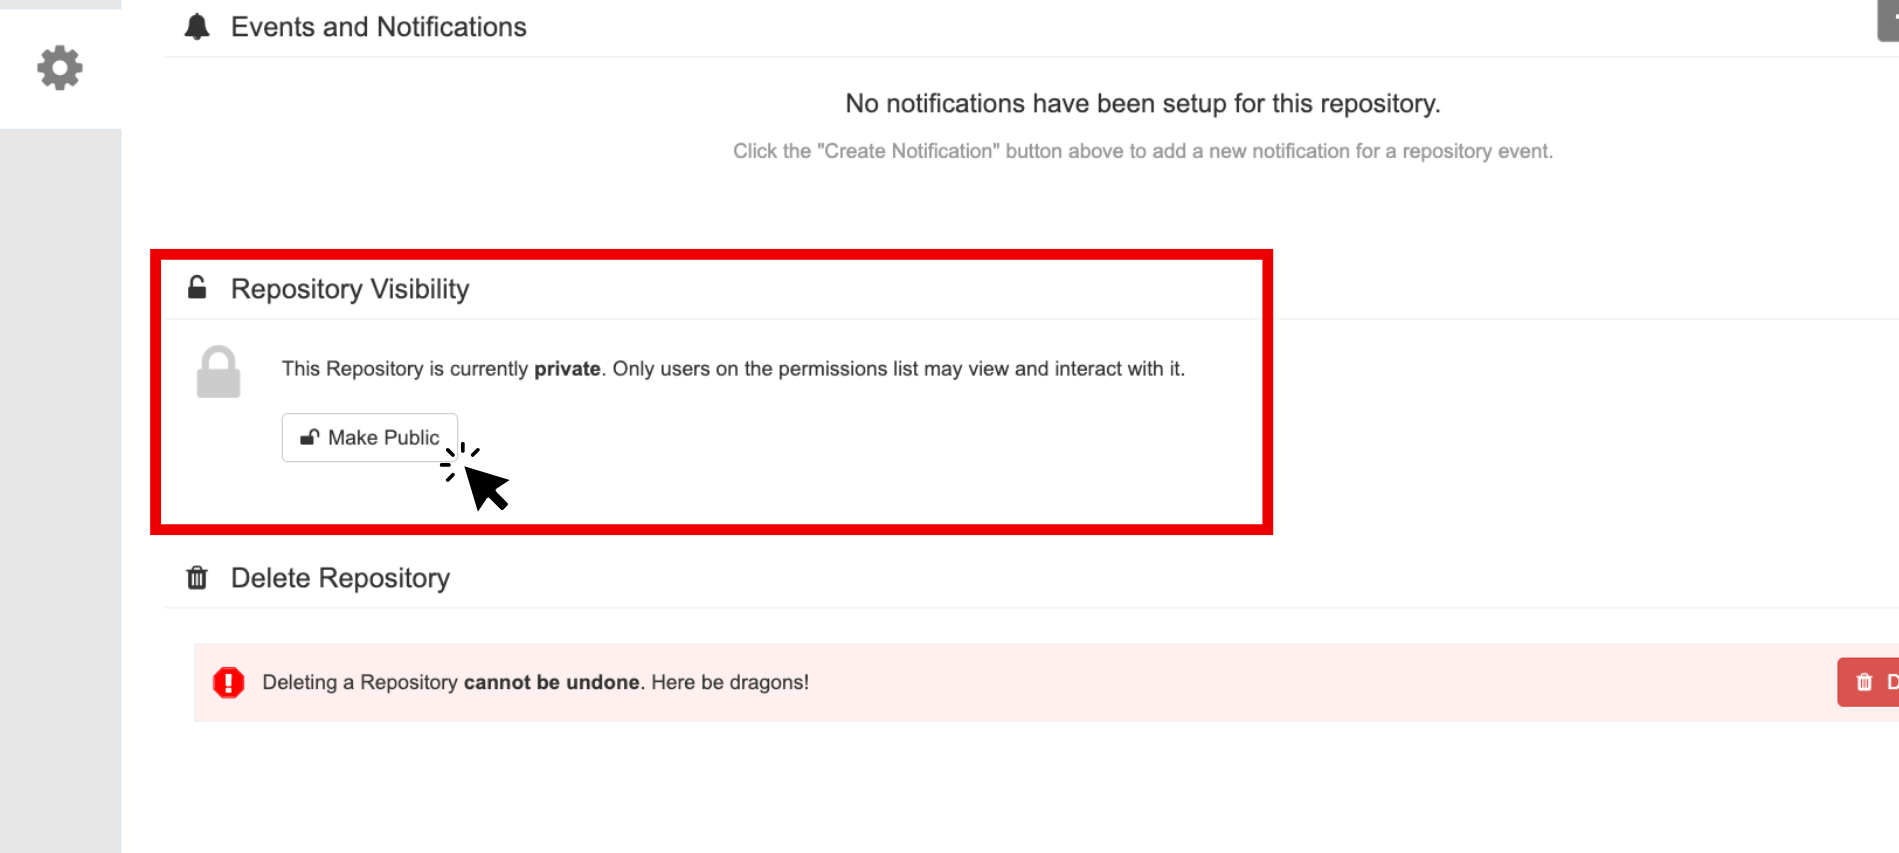 Events and Notifications
No notifications have been setup for this repository.
Click the "Create Notification" button above to add a new notification for a repository event.
Repository Visibility
This Repository is currently private. Only users on the permissions list may view and interact with it.
Make Public
Delete Repository
Deleting a Repository cannot be undone. Here be dragons!